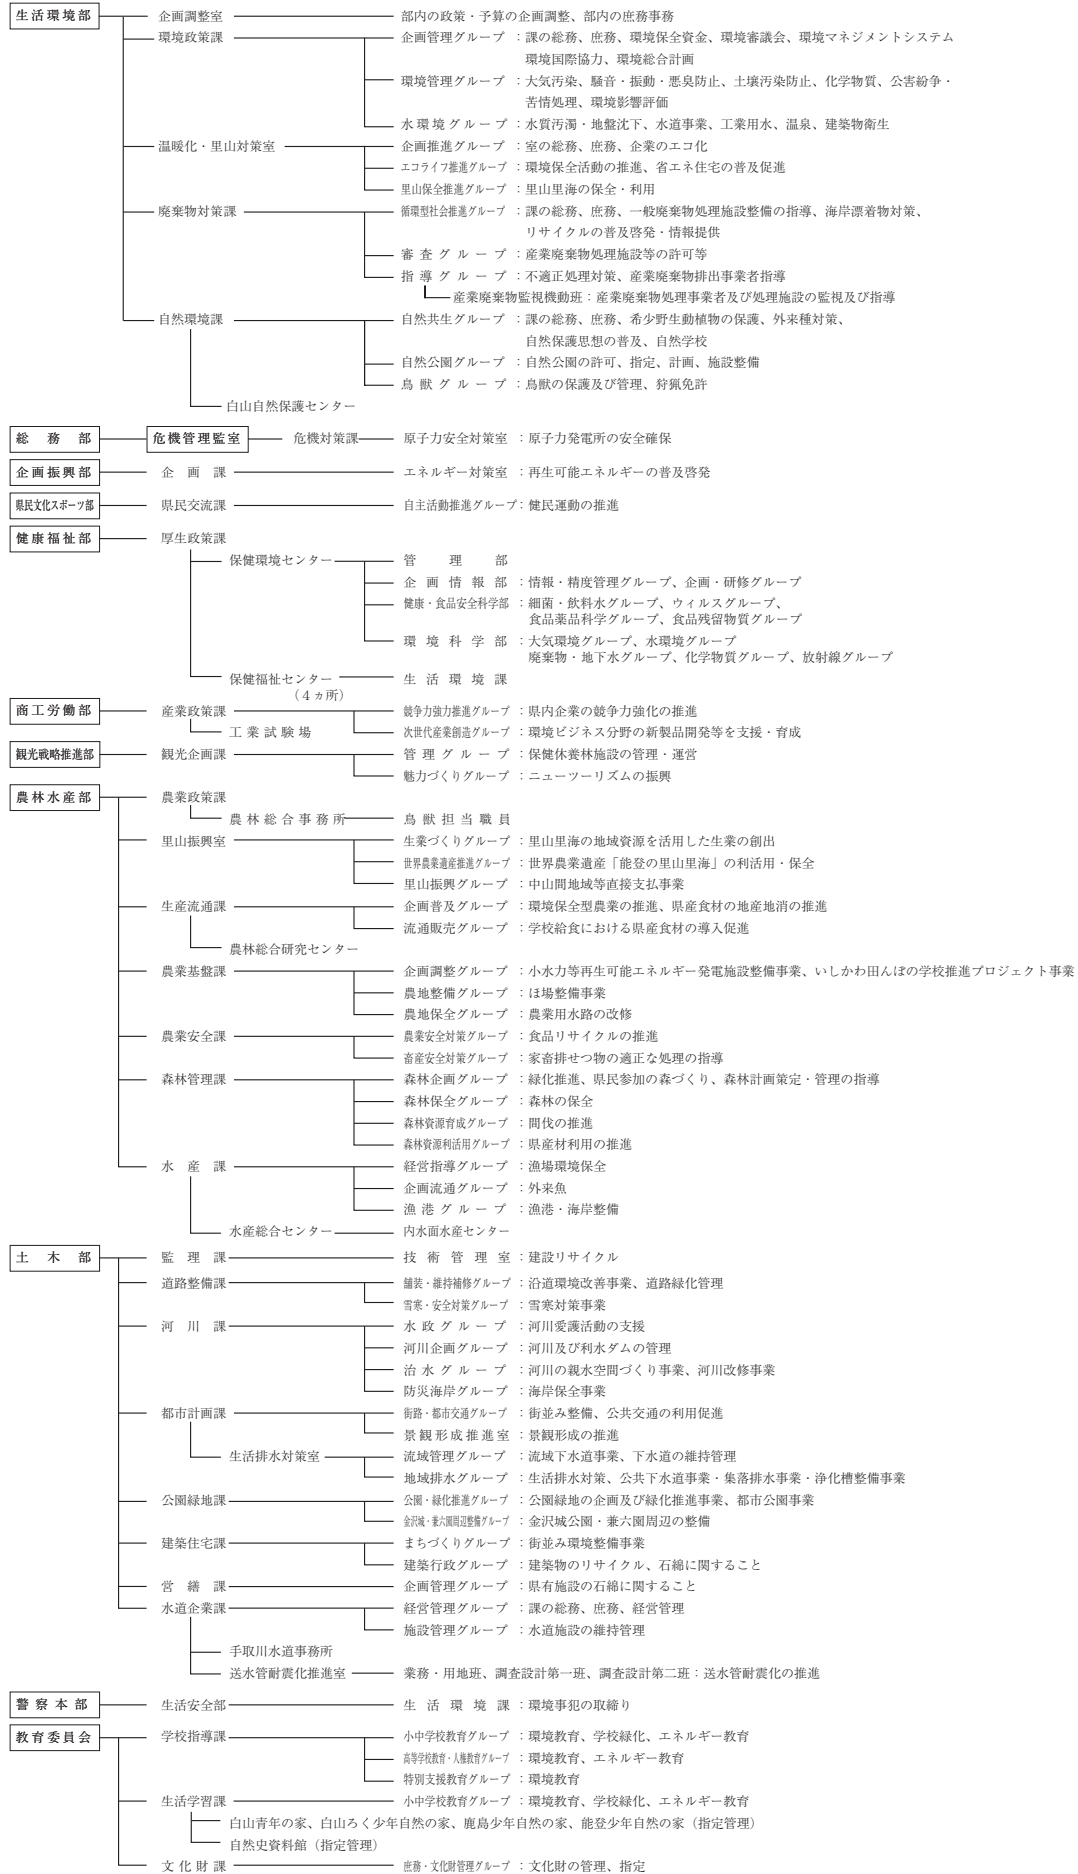 生活環境部 企画調整室 部内の政策・予算の企画調整、部内の庶務事務
環境政策課 企画管理グループ：課の総務、庶務、環境保全資金、環境審議会、環境マネジメントシステム
環境国際協力、環境総合計画
環境管理グループ：大気汚染、騒音・振動・悪臭防止、土壌汚染防止、化学物質、公害紛争・
苦情処理、環境影響評価
水環境グループ：水質汚濁・地盤沈下、水道事業、工業用水、温泉、建築物衛生
温暖化・里山対策室 企画推進グループ：室の総務、庶務、企業のエコ化
エコライフ推進グループ：環境保全活動の推進、省エネ住宅の普及促進
里山保全推進グループ：里山里海の保全・利用
廃棄物対策課 循環型社会推進グループ：課の総務、庶務、一般廃棄物処理施設整備の指導、海岸漂着物対策、
リサイクルの普及啓発・情報提供
審査グループ：産業廃棄物処理施設等の許可等
指導グループ：不適正処理対策、産業廃棄物排出事業者指導
産業廃棄物監視機動班：産業廃棄物処理事業者及び処理施設の監視及び指導
自然環境課 自然共生グループ：課の総務、庶務、希少野生動植物の保護、外来種対策、
自然保護思想の普及、自然学校
自然公園グループ：自然公園の許可、指定、計画、施設整備
鳥獣グループ：鳥獣の保護及び管理、狩猟免許
白山自然保護センター
総務部 危機管理監室 危機対策課 原子力安全対策室：原子力発電所の安全確保
企画振興部 企画課 エネルギー対策室：再生可能エネルギーの普及啓発
県民文化スポーツ部 県民交流課 自主活動推進グループ：健民運動の推進
健康福祉部 厚生政策課
保健環境センター 管理部
企画情報部：情報・精度管理グループ、企画・研修グループ
健康・食品安全科学部：細菌・飲料水グループ、ウィルスグループ、
食品薬品科学グループ、食品残留物質グループ
環境科学部：大気環境グループ、水環境グループ
廃棄物・地下水グループ、化学物質グループ、放射線グループ
保健福祉センター 生活環境課
（４ヵ所）
商工労働部 産業政策課 競争力強力推進グループ：県内企業の競争力強化の推進
工業試験場 次世代産業創造グループ：環境ビジネス分野の新製品開発等を支援・育成
観光戦略推進部 観光企画課 管理グループ：保健休養林施設の管理・運営
魅力づくりグループ：ニューツーリズムの振興
農林水産部 農業政策課
農林総合事務所 鳥獣担当職員
里山振興室 生業づくりグループ：里山里海の地域資源を活用した生業の創出
世界農業遺産推進グループ：世界農業遺産「能登の里山里海」の利活用・保全
里山振興グループ：中山間地域等直接支払事業
生産流通課 企画普及グループ：環境保全型農業の推進、県産食材の地産地消の推進
流通販売グループ：学校給食における県産食材の導入促進
農林総合研究センター
農業基盤課 企画調整グループ：小水力等再生可能エネルギー発電施設整備事業、いしかわ田んぼの学校推進プロジェクト事業
農地整備グループ：ほ場整備事業
農地保全グループ：農業用水路の改修
農業安全課 農業安全対策グループ：食品リサイクルの推進
畜産安全対策グループ：家畜排せつ物の適正な処理の指導
森林管理課 森林企画グループ：緑化推進、県民参加の森づくり、森林計画策定・管理の指導
森林保全グループ：森林の保全
森林資源育成グループ：間伐の推進
森林資源利活用グループ：県産材利用の推進
水産課 経営指導グループ：漁場環境保全
企画流通グループ：外来魚
漁港グループ：漁港・海岸整備
水産総合センター 内水面水産センター
土木部 監理課 技術管理室：建設リサイクル
道路整備課 舗装・維持補修グループ：沿道環境改善事業、道路緑化管理
雪寒・安全対策グループ：雪寒対策事業
河川課 水政グループ：河川愛護活動の支援
河川企画グループ：河川及び利水ダムの管理
治水グループ：河川の親水空間づくり事業、河川改修事業
防災海岸グループ：海岸保全事業
都市計画課 街路・都市交通グループ：街並み整備、公共交通の利用促進
景観形成推進室：景観形成の推進
生活排水対策室 流域管理グループ：流域下水道事業、下水道の維持管理
地域排水グループ：生活排水対策、公共下水道事業・集落排水事業・浄化槽整備事業
公園緑地課 公園・緑化推進グループ：公園緑地の企画及び緑化推進事業、都市公園事業
金沢城・兼六園周辺整備グループ：金沢城公園・兼六園周辺の整備
建築住宅課 まちづくりグループ：街並み環境整備事業
建築行政グループ：建築物のリサイクル、石綿に関すること
営繕課 企画管理グループ：県有施設の石綿に関すること
水道企業課 経営管理グループ：課の総務、庶務、経営管理
施設管理グループ：水道施設の維持管理
手取川水道事務所
送水管耐震化推進室 業務・用地班、調査設計第一班、調査設計第二班：送水管耐震化の推進
警察本部 生活安全部 生活環境課：環境事犯の取締り
教育委員会 学校指導課 小中学校教育グループ：環境教育、学校緑化、エネルギー教育
高等学校教育・人権教育グループ：環境教育、エネルギー教育
特別支援教育グループ：環境教育
生活学習課 小中学校教育グループ：環境教育、学校緑化、エネルギー教育
白山青年の家、白山ろく少年自然の家、鹿島少年自然の家、能登少年自然の家（指定管理）
自然史資料館（指定管理）
文化財課 庶務・文化財管理グループ：文化財の管理、指定